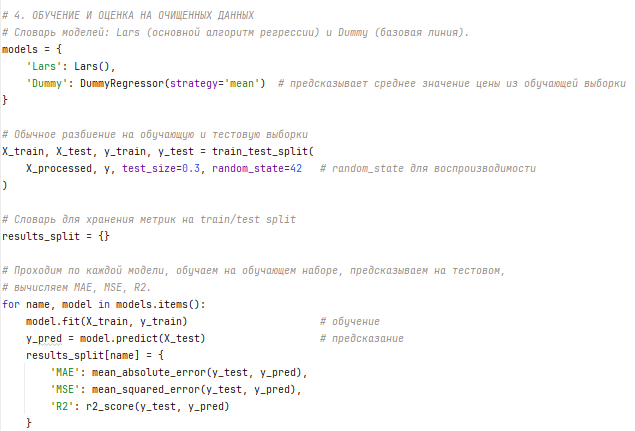 # 4. ОБУЧЕНИЕ И ОЦЕНКА НА ОЧИЩЕННЫХ ДАННЫХ
# Словарь моделей: Lars (основной алгоритм регрессии) и Dummy (базовая линия).
models = {
    'Lars': Lars(),
    'Dummy': DummyRegressor(strategy='mean')  # предсказывает среднее значение цены из обучающей выборки
}
# Обычное разбиение на обучающую и тестовую выборки
X_train, X_test, y_train, y_test = train_test_split(
    X_processed, y, test_size=0.3, random_state=42   # random_state для воспроизводимости
)
# Словарь для хранения метрик на train/test split
results_split = {}
# Проходим по каждой модели, обучаем на обучающем наборе, предсказываем на тестовом,
# вычисляем MAE, MSE, R2.
for name, model in models.items():
    model.fit(X_train, y_train)                      # обучение
    y_pred = model.predict(X_test)                   # предсказание
    results_split[name] = {
        'MAE': mean_absolute_error(y_test, y_pred),
        'MSE': mean_squared_error(y_test, y_pred),
        'R2': r2_score(y_test, y_pred)
    }